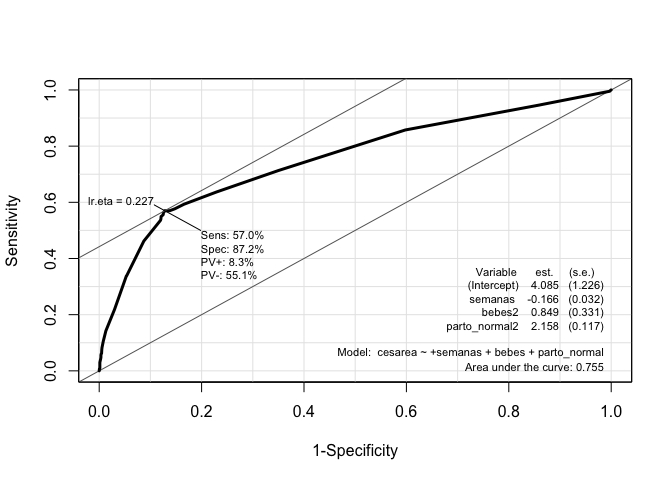 1.0
0.8
0.6
0.4
0.2
0.0
Sensitivity
lr.eta = 0.227
Sens: 57.0%
Spec: 87.2%
PV+: 8.3%
PV-: 55.1%
Variable est. (s.e.)
(Intercept) 4.085 (1.226)
semanas -0.166 (0.032)
bebes2 0.849 (0.331)
parto_normal2 2.158 (0.117)
Model: cesarea ~ +semanas + bebes + parto_normal
Area under the curve: 0.755
0.0 0.2 0.4 0.6 0.8 1.0
1-Specificity